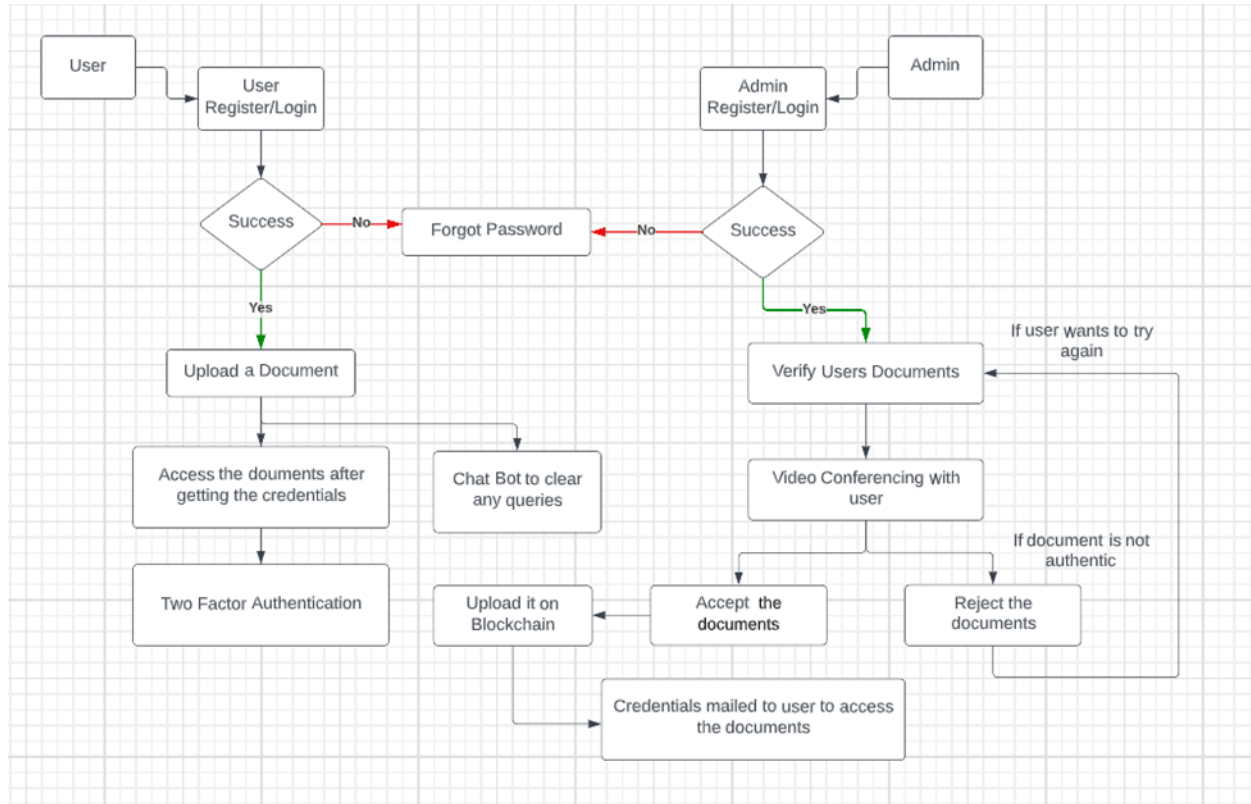 User
Admin
User
Register/Login
Admin
Register/Login
Success
No
Forgot Password
No
Success
Yes
Yes
If user wants to try
again
Upload a Document
Verify Users Documents
Access the douments after
getting the credentials
Chat Bot to clear
any queries
Video Conferencing with
user
If document is not
authentic
Two Factor Authentication
Upload it on
Blockchain
Accept the
documents
Reject the
documents
Credentials mailed to user to access
the documents